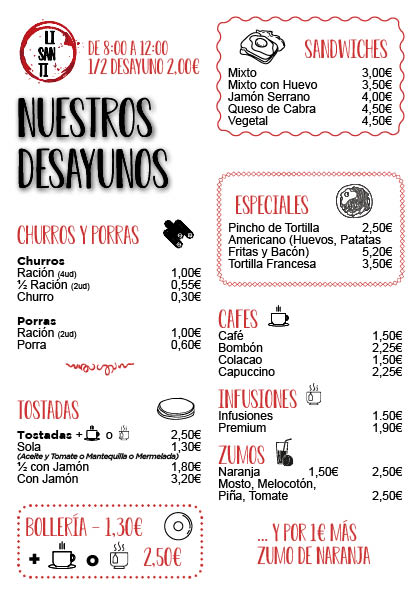 LI
SAN
TI
DE 8:00 A 12:00
1/2 DESAYUNO 2,00€
NUESTROS
DESAYUNOS
CHURROS Y PORRAS
Churros
Ración (4ud) 1,00€
½ Ración (2ud) 0,55€
Churro 0,30€
Porras
Ración (2ud) 1,00€
Porra 0,60€
TOSTADAS
Tostadas + o 2,50€
Sola 1,30€
(Aceite y Tomate o Mantequilla o Mermelada)
½ con Jamón 1,80€
Con Jamón 3,20€
BOLLERÍA - 1,30€
+ o 2,50€
SANDWICHES
Mixto 3,00€
Mixto con Huevo 3,50€
Jamón Serrano 4,00€
Queso de Cabra 4,50€
Vegetal 4,50€
ESPECIALES
Pincho de Tortilla 2,50€
Americano (Huevos, Patatas
Fritas y Bacón) 5,20€
Tortilla Francesa 3,50€
CAFES
Café 1,50€
Bombón 2,25€
Colacao 1,50€
Capuccino 2,25€
INFUSIONES
Infusiones 1.50€
Premium 1,90€
ZUMOS
Naranja 1,50€ 2,50€
Mosto, Melocotón,
Piña, Tomate 2,50€
... Y POR 1€ MÁS
ZUMO DE NARANJA